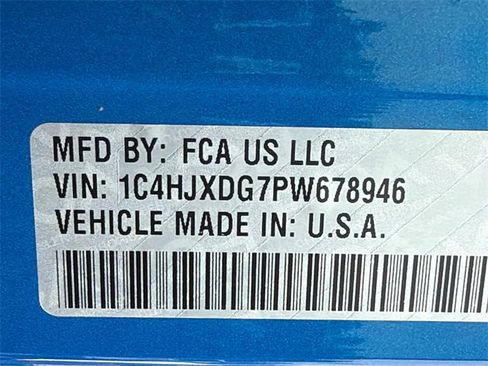 MFD BY: FCA US LLC
VIN: 1C4HJXDG7PW678946
VEHICLE MADE IN: U.S.A.